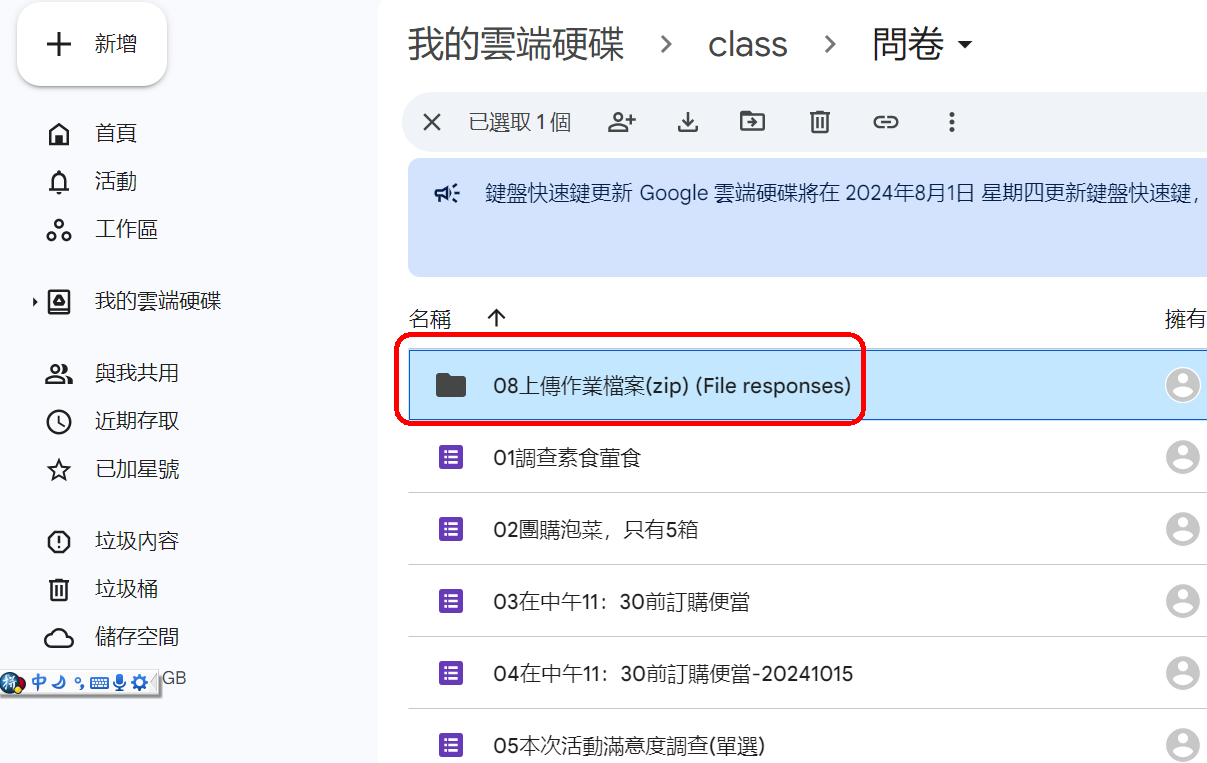 新增
首頁
活動
工作區
我的雲端硬碟
與我共用
近期存取
已加星號
垃圾內容
垃圾桶
儲存空間
中
GB
我的雲端硬碟 > class > 問卷
已選取 1 個
鍵盤快速鍵更新 Google 雲端硬碟將在 2024年8月1日 星期四更新鍵盤快速鍵,
名稱
擁有
08上傳作業檔案(zip) (File responses)
01調查素食葷食
02團購泡菜，只有5箱
03在中午11：30前訂購便當
04在中午11：30前訂購便當-20241015
05本次活動滿意度調查(單選)